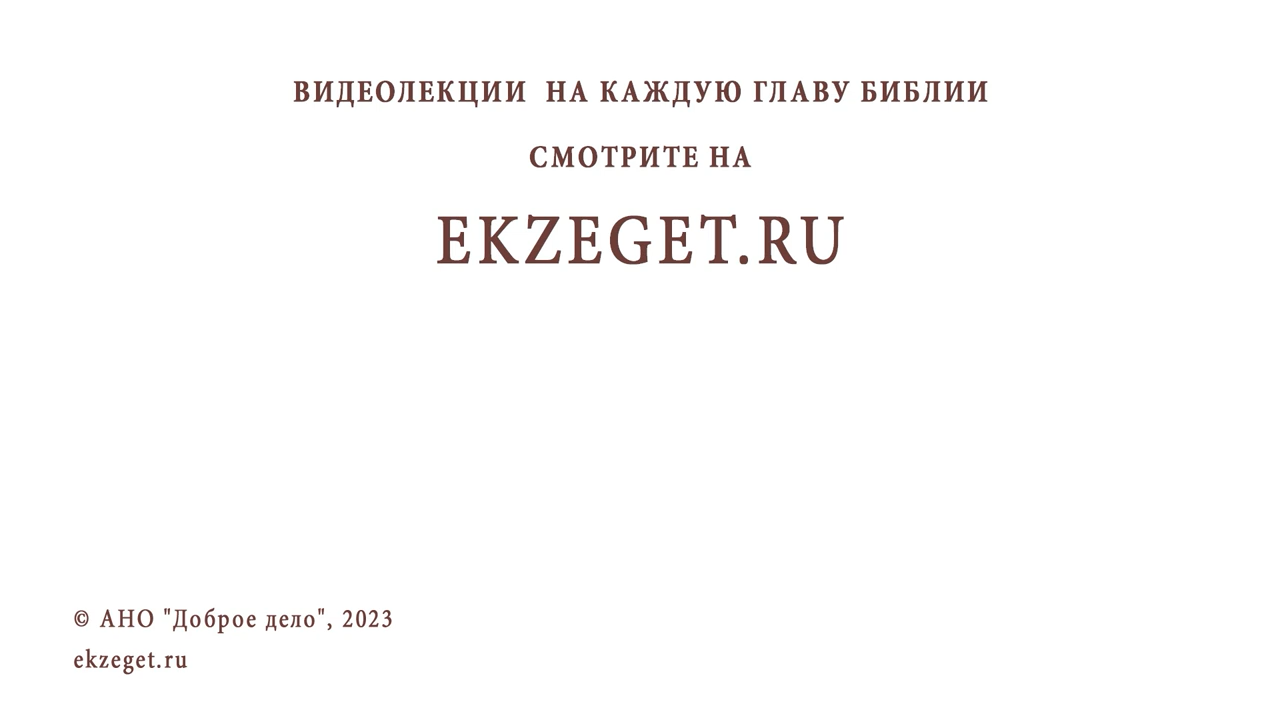 ВИДЕОЛЕКЦИИ НА КАЖДУЮ ГЛАВУ БИБЛИИ
СМОТРИТЕ НА
EKZEGET.RU
© АНО "Доброе дело", 2023
ekzeget.ru